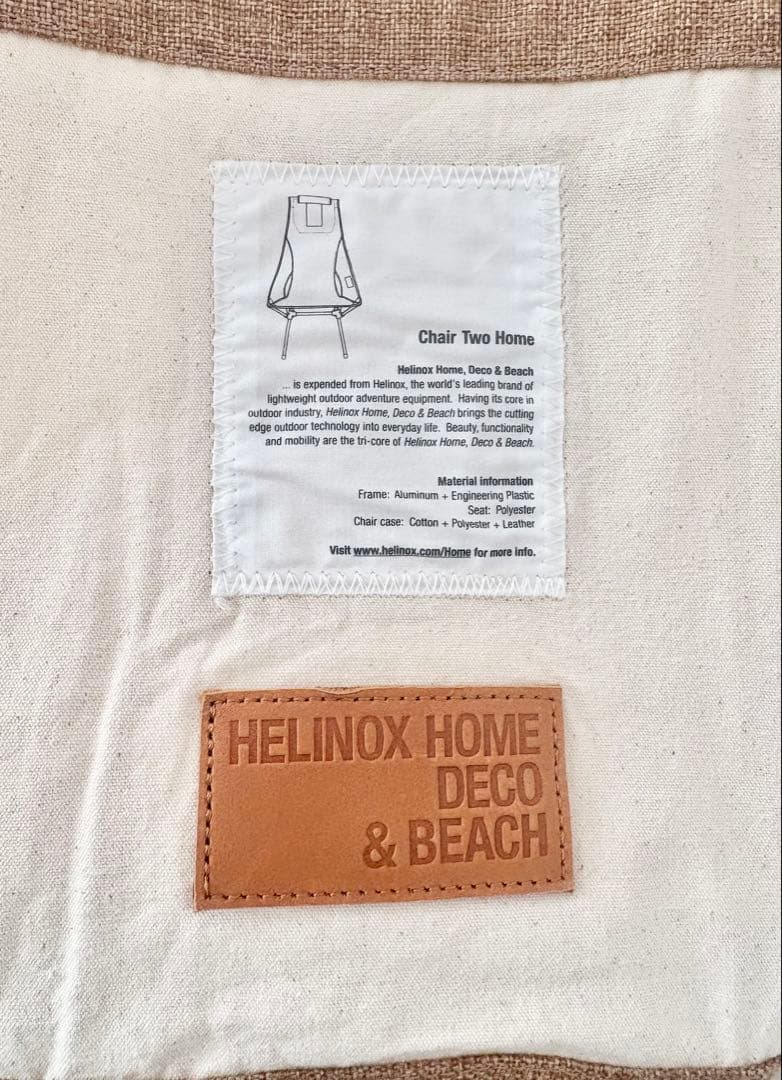 Chair Two Home
Helinox Home, Deco & Beach
... is expended from Helinox, the world's leading brand of
lightweight outdoor adventure equipment. Having its core in
outdoor industry, Helinox Home, Deco & Beach brings the cutting
edge outdoor technology into everyday life. Beauty, functionality
and mobility are the tri-core of Helinox Home, Deco & Beach.
Material information
Frame: Aluminum + Engineering Plastic
Seat: Polyester
Chair case: Cotton + Polyester + Leather
Visit www.helinox.com/Home for more info.
HELINOX HOME
DECO
& BEACH